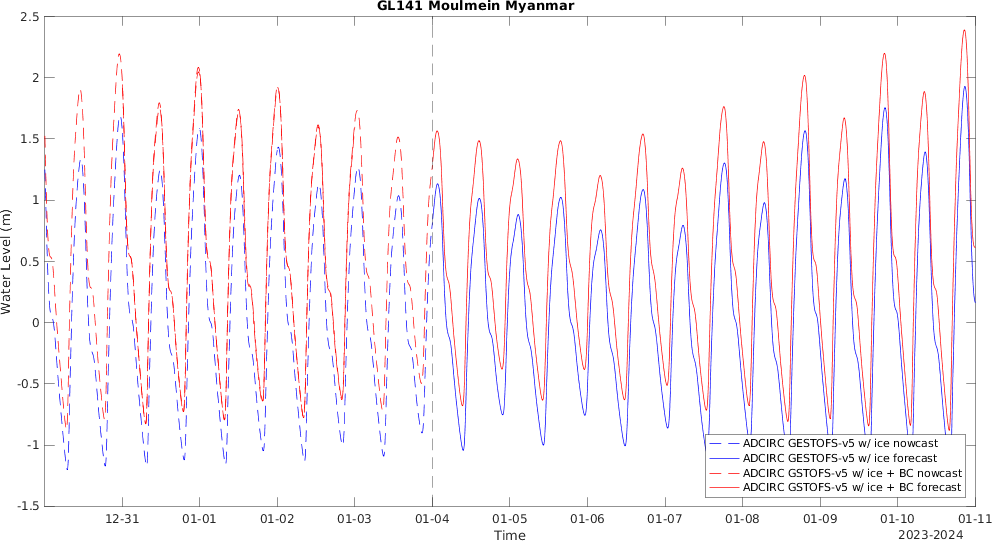 GL141 Moulmein Myanmar
2.5
2
1.5
1
0.5
0
-0.5
-1
-1.5
Water Level (m)
ADCIRC GESTOFS-v5 w/ ice nowcast
ADCIRC GESTOFS-v5 w/ ice forecast
ADCIRC GSTOFS-v5 w/ ice + BC nowcast
ADCIRC GSTOFS-v5 w/ ice + BC forecast
12-31 01-01 01-02 01-03 01-04 01-05 01-06 01-07 01-08 01-09 01-10 01-11
Time
2023-2024